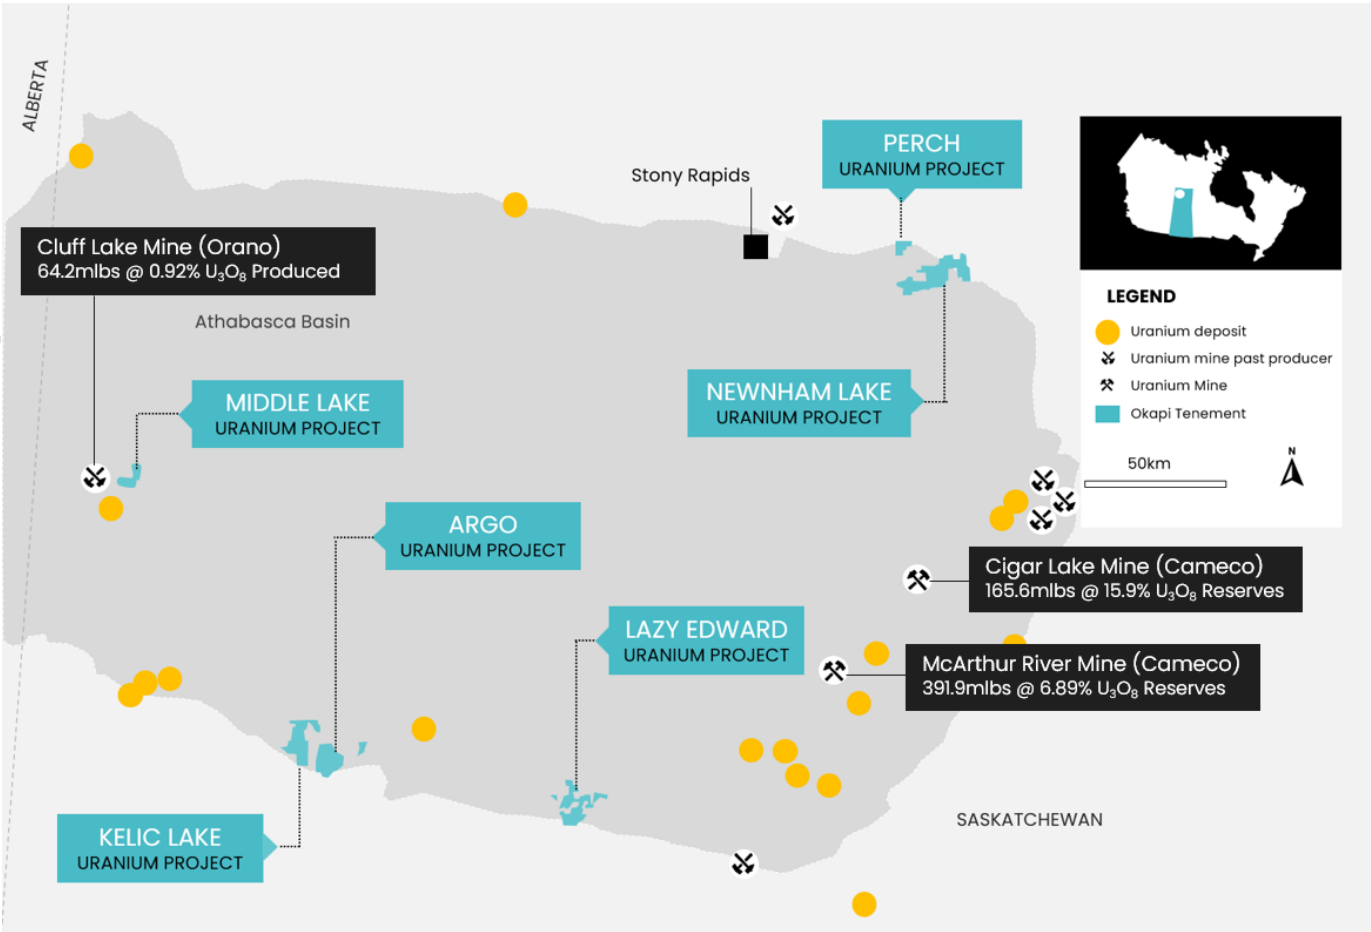 ALBERTA
PERCH
URANIUM PROJECT
Stony Rapids
Cluff Lake Mine (Orano)
64.2mlbs @ 0.92% U₃O₈ Produced
Athabasca Basin
LEGEND
Uranium deposit
Uranium mine past producer
Uranium Mine
Okapi Tenement
50km
N
MIDDLE LAKE
URANIUM PROJECT
NEWNHAM LAKE
URANIUM PROJECT
ARGO
URANIUM PROJECT
Cigar Lake Mine (Cameco)
165.6mlbs @ 15.9% U₃O₈ Reserves
LAZY EDWARD
URANIUM PROJECT
McArthur River Mine (Cameco)
391.9mlbs @ 6.89% U₃O₈ Reserves
KELIC LAKE
URANIUM PROJECT
SASKATCHEWAN